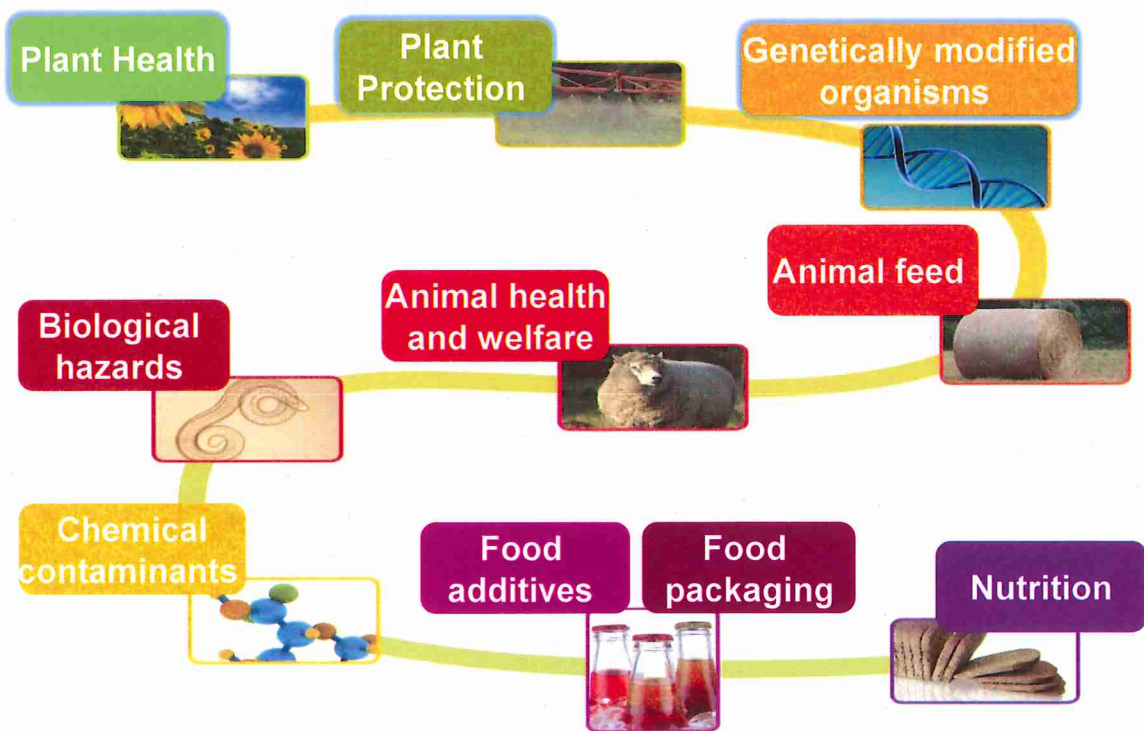 Plant Health
Plant
Protection
Genetically modified
organisms
Animal feed
Animal health
and welfare
Biological
hazards
Chemical
contaminants
Food
additives
Food
packaging
Nutrition